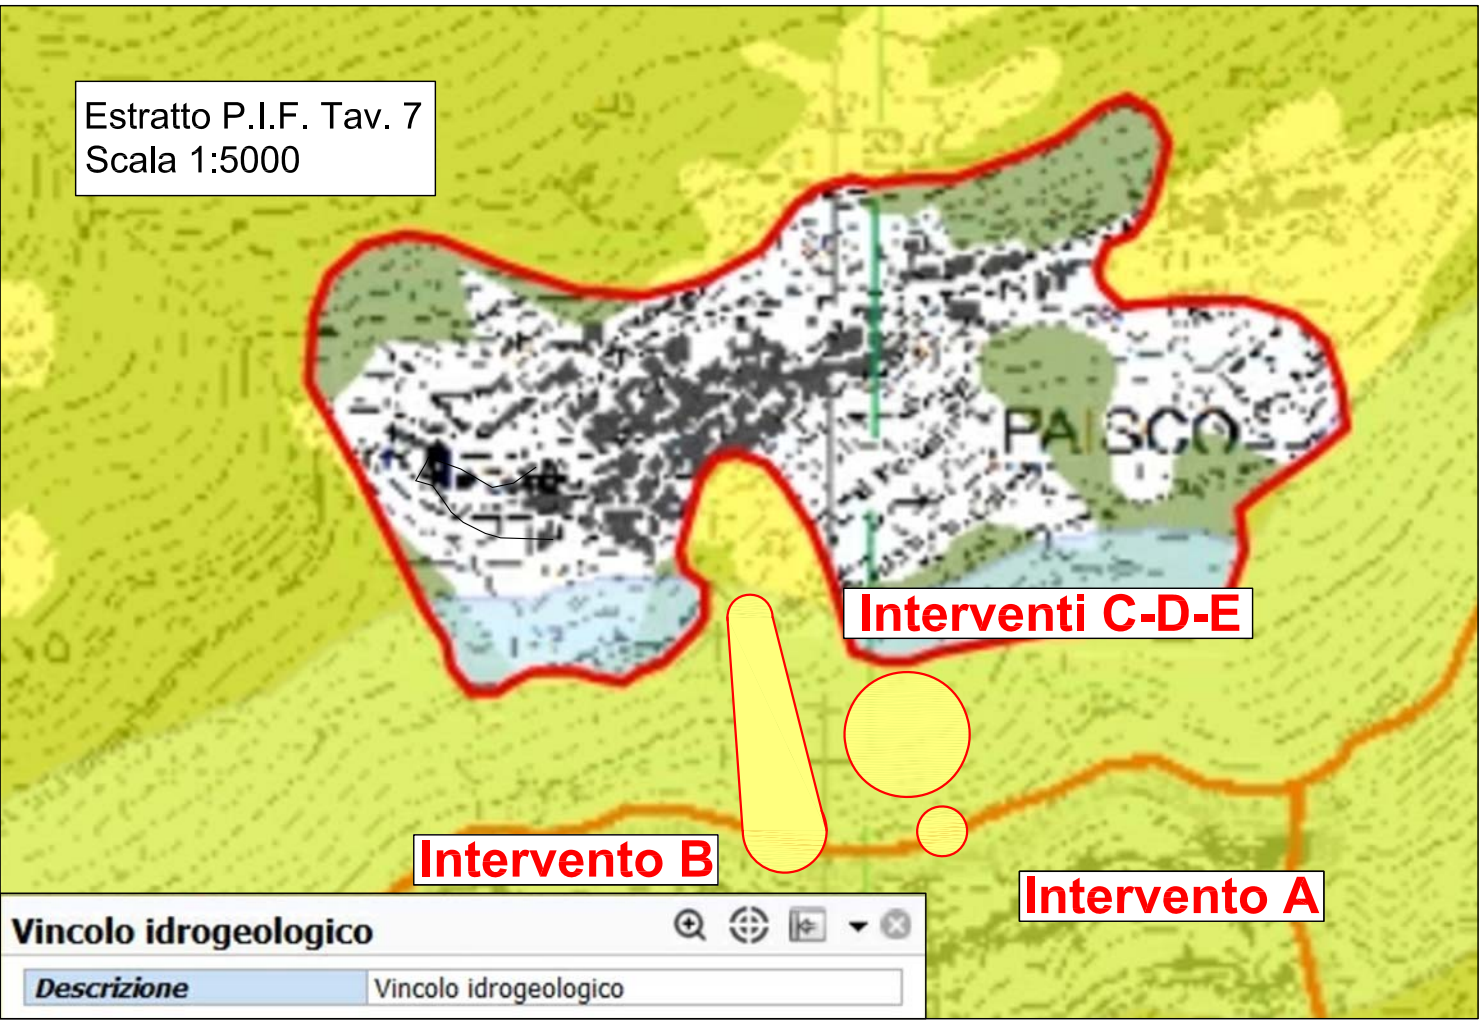 Estratto P.I.F. Tav. 7
Scala 1:5000
PAISCO
Interventi C-D-E
Intervento B
Intervento A
Vincolo idrogeologico
Descrizione Vincolo idrogeologico